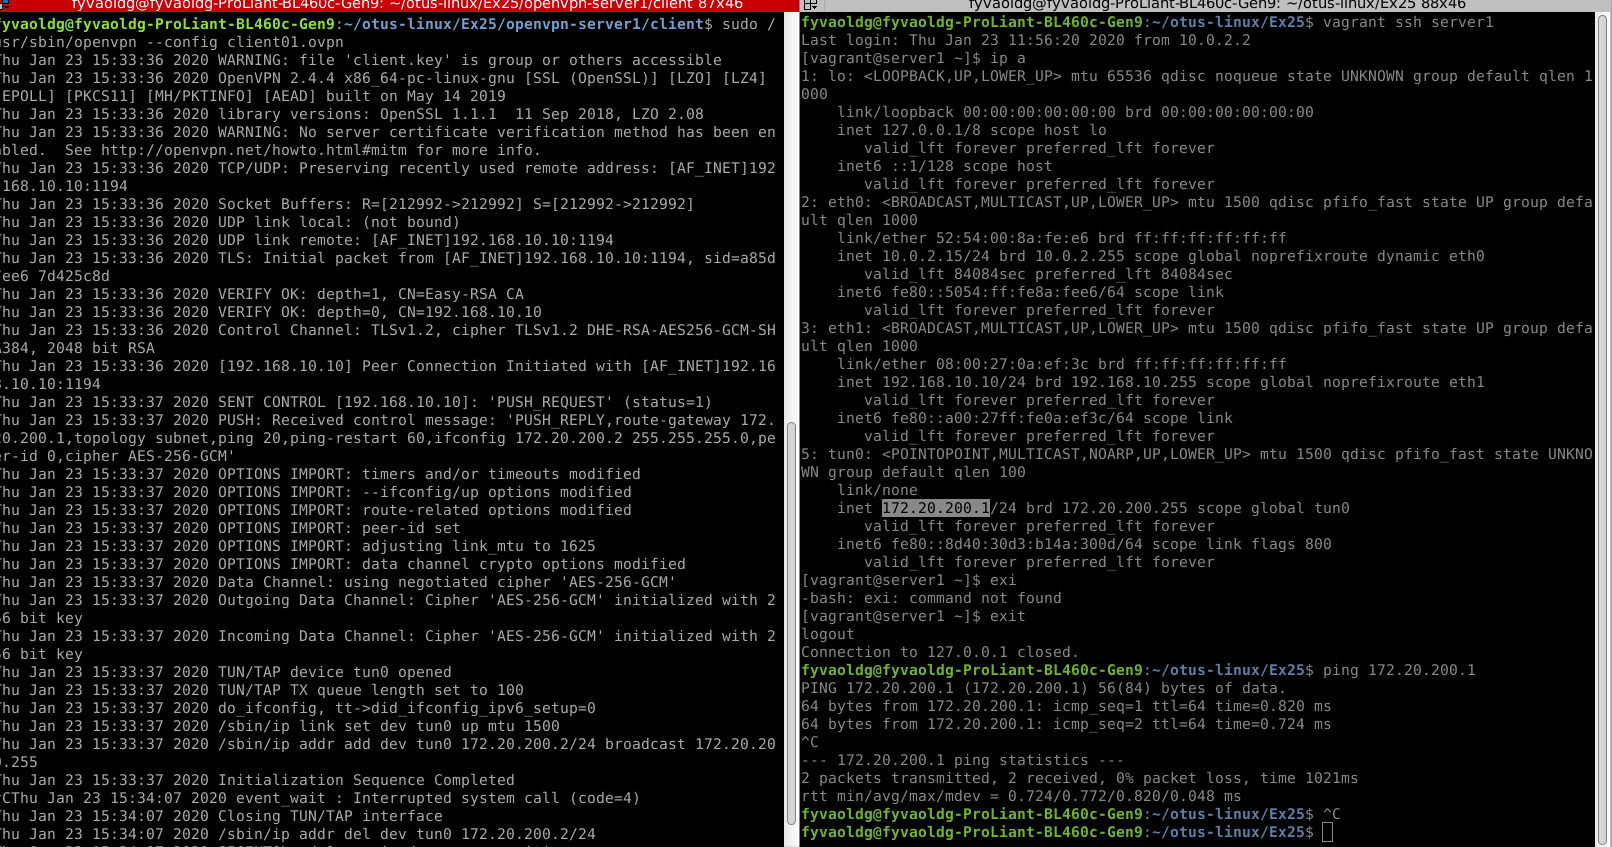 fyvaoldg@fyvaoldg-ProLiant-BL460c-Gen9: ~/otus-linux/Ex25/openvpn-server1/client 87x46
fyvaoldg@fyvaoldg-ProLiant-BL460c-Gen9:~/otus-linux/Ex25/openvpn-server1/client$ sudo /
usr/sbin/openvpn --config client01.ovpn
Thu Jan 23 15:33:36 2020 WARNING: file 'client.key' is group or others accessible
Thu Jan 23 15:33:36 2020 OpenVPN 2.4.4 x86_64-pc-linux-gnu [SSL (OpenSSL)] [LZO] [LZ4]
[EPOLL] [PKCS11] [MH/PKTINFO] [AEAD] built on May 14 2019
Thu Jan 23 15:33:36 2020 library versions: OpenSSL 1.1.1  11 Sep 2018, LZO 2.08
Thu Jan 23 15:33:36 2020 WARNING: No server certificate verification method has been en
abled.  See http://openvpn.net/howto.html#mitm for more info.
Thu Jan 23 15:33:36 2020 TCP/UDP: Preserving recently used remote address: [AF_INET]192
.168.10.10:1194
Thu Jan 23 15:33:36 2020 Socket Buffers: R=[212992->212992] S=[212992->212992]
Thu Jan 23 15:33:36 2020 UDP link local: (not bound)
Thu Jan 23 15:33:36 2020 UDP link remote: [AF_INET]192.168.10.10:1194
Thu Jan 23 15:33:36 2020 TLS: Initial packet from [AF_INET]192.168.10.10:1194, sid=a85d
ee6 7d425c8d
Thu Jan 23 15:33:36 2020 VERIFY OK: depth=1, CN=Easy-RSA CA
Thu Jan 23 15:33:36 2020 VERIFY OK: depth=0, CN=192.168.10.10
Thu Jan 23 15:33:36 2020 Control Channel: TLSv1.2, cipher TLSv1.2 DHE-RSA-AES256-GCM-SH
A384, 2048 bit RSA
Thu Jan 23 15:33:36 2020 [192.168.10.10] Peer Connection Initiated with [AF_INET]192.16
8.10.10:1194
Thu Jan 23 15:33:37 2020 SENT CONTROL [192.168.10.10]: 'PUSH_REQUEST' (status=1)
Thu Jan 23 15:33:37 2020 PUSH: Received control message: 'PUSH_REPLY,route-gateway 172.
20.200.1,topology subnet,ping 20,ping-restart 60,ifconfig 172.20.200.2 255.255.255.0,pe
er-id 0,cipher AES-256-GCM'
Thu Jan 23 15:33:37 2020 OPTIONS IMPORT: timers and/or timeouts modified
Thu Jan 23 15:33:37 2020 OPTIONS IMPORT: --ifconfig/up options modified
Thu Jan 23 15:33:37 2020 OPTIONS IMPORT: route-related options modified
Thu Jan 23 15:33:37 2020 OPTIONS IMPORT: peer-id set
Thu Jan 23 15:33:37 2020 OPTIONS IMPORT: adjusting link_mtu to 1625
Thu Jan 23 15:33:37 2020 OPTIONS IMPORT: data channel crypto options modified
Thu Jan 23 15:33:37 2020 Data Channel: using negotiated cipher 'AES-256-GCM'
Thu Jan 23 15:33:37 2020 Outgoing Data Channel: Cipher 'AES-256-GCM' initialized with 2
56 bit key
Thu Jan 23 15:33:37 2020 Incoming Data Channel: Cipher 'AES-256-GCM' initialized with 2
56 bit key
Thu Jan 23 15:33:37 2020 TUN/TAP device tun0 opened
Thu Jan 23 15:33:37 2020 TUN/TAP TX queue length set to 100
Thu Jan 23 15:33:37 2020 do_ifconfig, tt->did_ifconfig_ipv6_setup=0
Thu Jan 23 15:33:37 2020 /sbin/ip link set dev tun0 up mtu 1500
Thu Jan 23 15:33:37 2020 /sbin/ip addr add dev tun0 172.20.200.2/24 broadcast 172.20.20
0.255
Thu Jan 23 15:33:37 2020 Initialization Sequence Completed
^CThu Jan 23 15:34:07 2020 event_wait : Interrupted system call (code=4)
Thu Jan 23 15:34:07 2020 Closing TUN/TAP interface
Thu Jan 23 15:34:07 2020 /sbin/ip addr del dev tun0 172.20.200.2/24
fyvaoldg@fyvaoldg-ProLiant-BL460c-Gen9: ~/otus-linux/Ex25 88x46
fyvaoldg@fyvaoldg-ProLiant-BL460c-Gen9:~/otus-linux/Ex25$ vagrant ssh server1
Last login: Thu Jan 23 11:56:20 2020 from 10.0.2.2
[vagrant@server1 ~]$ ip a
1: lo: <LOOPBACK,UP,LOWER_UP> mtu 65536 qdisc noqueue state UNKNOWN group default qlen 1
000
    link/loopback 00:00:00:00:00:00 brd 00:00:00:00:00:00
    inet 127.0.0.1/8 scope host lo
       valid_lft forever preferred_lft forever
    inet6 ::1/128 scope host
       valid_lft forever preferred_lft forever
2: eth0: <BROADCAST,MULTICAST,UP,LOWER_UP> mtu 1500 qdisc pfifo_fast state UP group defa
ult qlen 1000
    link/ether 52:54:00:8a:fe:e6 brd ff:ff:ff:ff:ff:ff
    inet 10.0.2.15/24 brd 10.0.2.255 scope global noprefixroute dynamic eth0
       valid_lft 84084sec preferred_lft 84084sec
    inet6 fe80::5054:ff:fe8a:fee6/64 scope link
       valid_lft forever preferred_lft forever
3: eth1: <BROADCAST,MULTICAST,UP,LOWER_UP> mtu 1500 qdisc pfifo_fast state UP group defa
ult qlen 1000
    link/ether 08:00:27:0a:ef:3c brd ff:ff:ff:ff:ff:ff
    inet 192.168.10.10/24 brd 192.168.10.255 scope global noprefixroute eth1
       valid_lft forever preferred_lft forever
    inet6 fe80::a00:27ff:fe0a:ef3c/64 scope link
       valid_lft forever preferred_lft forever
5: tun0: <POINTOPOINT,MULTICAST,NOARP,UP,LOWER_UP> mtu 1500 qdisc pfifo_fast state UNKNO
WN group default qlen 100
    link/none
    inet 172.20.200.1/24 brd 172.20.200.255 scope global tun0
       valid_lft forever preferred_lft forever
    inet6 fe80::8d40:30d3:b14a:300d/64 scope link flags 800
       valid_lft forever preferred_lft forever
[vagrant@server1 ~]$ exi
-bash: exi: command not found
[vagrant@server1 ~]$ exit
logout
Connection to 127.0.0.1 closed.
fyvaoldg@fyvaoldg-ProLiant-BL460c-Gen9:~/otus-linux/Ex25$ ping 172.20.200.1
PING 172.20.200.1 (172.20.200.1) 56(84) bytes of data.
64 bytes from 172.20.200.1: icmp_seq=1 ttl=64 time=0.820 ms
64 bytes from 172.20.200.1: icmp_seq=2 ttl=64 time=0.724 ms
^C
--- 172.20.200.1 ping statistics ---
2 packets transmitted, 2 received, 0% packet loss, time 1021ms
rtt min/avg/max/mdev = 0.724/0.772/0.820/0.048 ms
fyvaoldg@fyvaoldg-ProLiant-BL460c-Gen9:~/otus-linux/Ex25$ ^C
fyvaoldg@fyvaoldg-ProLiant-BL460c-Gen9:~/otus-linux/Ex25$